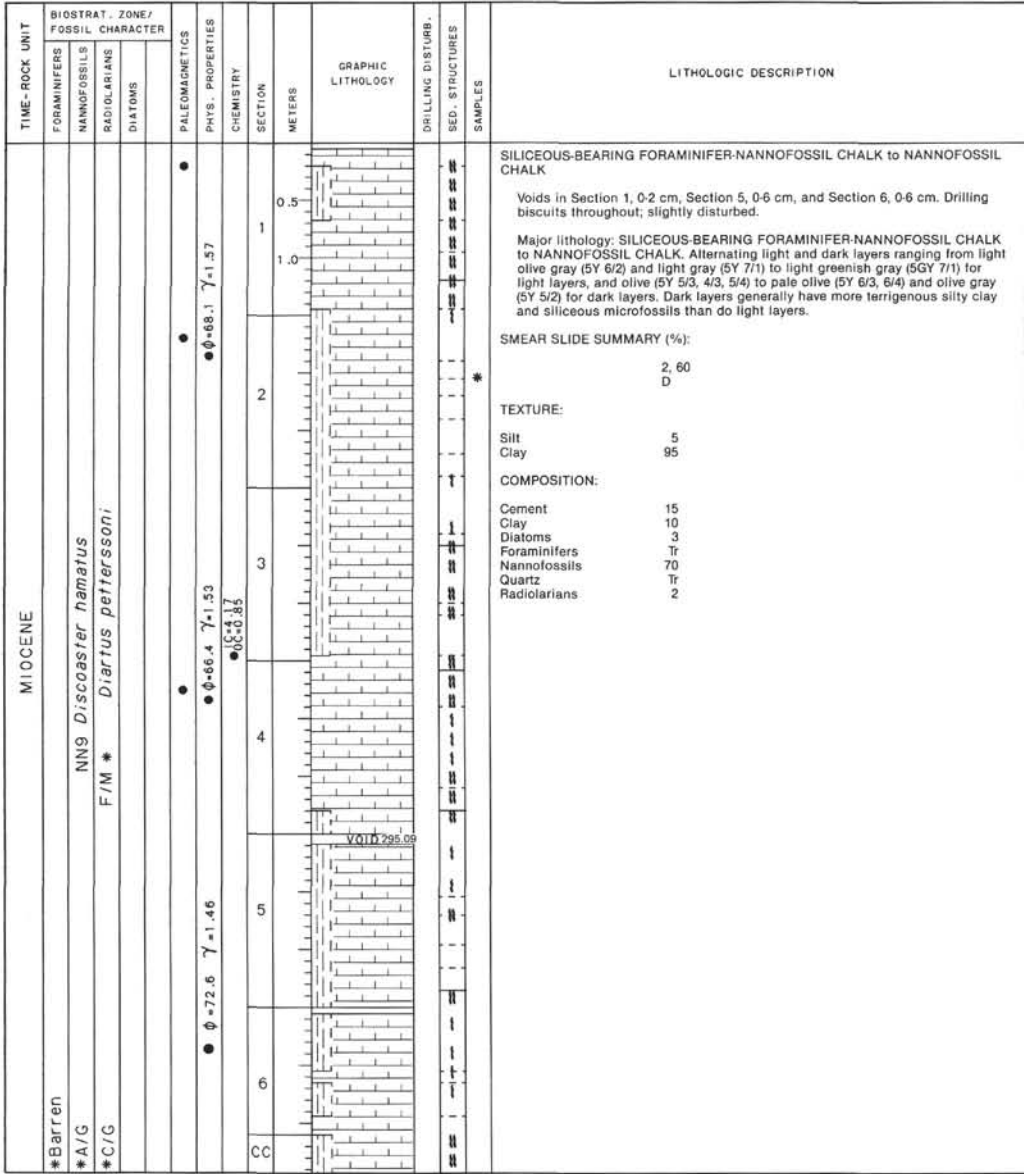 TIME-ROCK UNIT
BIOSTRAT. ZONE/
FOSSIL CHARACTER
FORAMINIFERS
NANNOFOSSILS
RADIOLARIANS
DIATOMS
PALEOMAGNETICS
PHYS. PROPERTIES
CHEMISTRY
SECTION
METERS
GRAPHIC
LITHOLOGY
DRILLING DISTURB.
SED. STRUCTURES
SAMPLES
LITHOLOGIC DESCRIPTION
MIOCENE
*Barren
NN9 Discoaster hamatus
*A/G
F/M * Diartus petterssoni
*C/G
Φ=68.1 γ=1.57
Φ=66.4 γ=1.53
Φ=72.6 γ=1.46
IC=4.17
OC=0.85
1
2
3
4
5
6
CC
0.5
1.0
VOID 295.09
*
SILICEOUS-BEARING FORAMINIFER-NANNOFOSSIL CHALK to NANNOFOSSIL
CHALK
Voids in Section 1, 0-2 cm, Section 5, 0-6 cm, and Section 6, 0-6 cm. Drilling
biscuits throughout; slightly disturbed.
Major lithology: SILICEOUS-BEARING FORAMINIFER-NANNOFOSSIL CHALK
to NANNOFOSSIL CHALK. Alternating light and dark layers ranging from light
olive gray (5Y 6/2) and light gray (5Y 7/1) to light greenish gray (5GY 7/1) for
light layers, and olive (5Y 5/3, 4/3, 5/4) to pale olive (5Y 6/3, 6/4) and olive gray
(5Y 5/2) for dark layers. Dark layers generally have more terrigenous silty clay
and siliceous microfossils than do light layers.
SMEAR SLIDE SUMMARY (%):
2, 60
D
TEXTURE:
Silt 5
Clay 95
COMPOSITION:
Cement 15
Clay 10
Diatoms 3
Foraminifers Tr
Nannofossils 70
Quartz Tr
Radiolarians 2